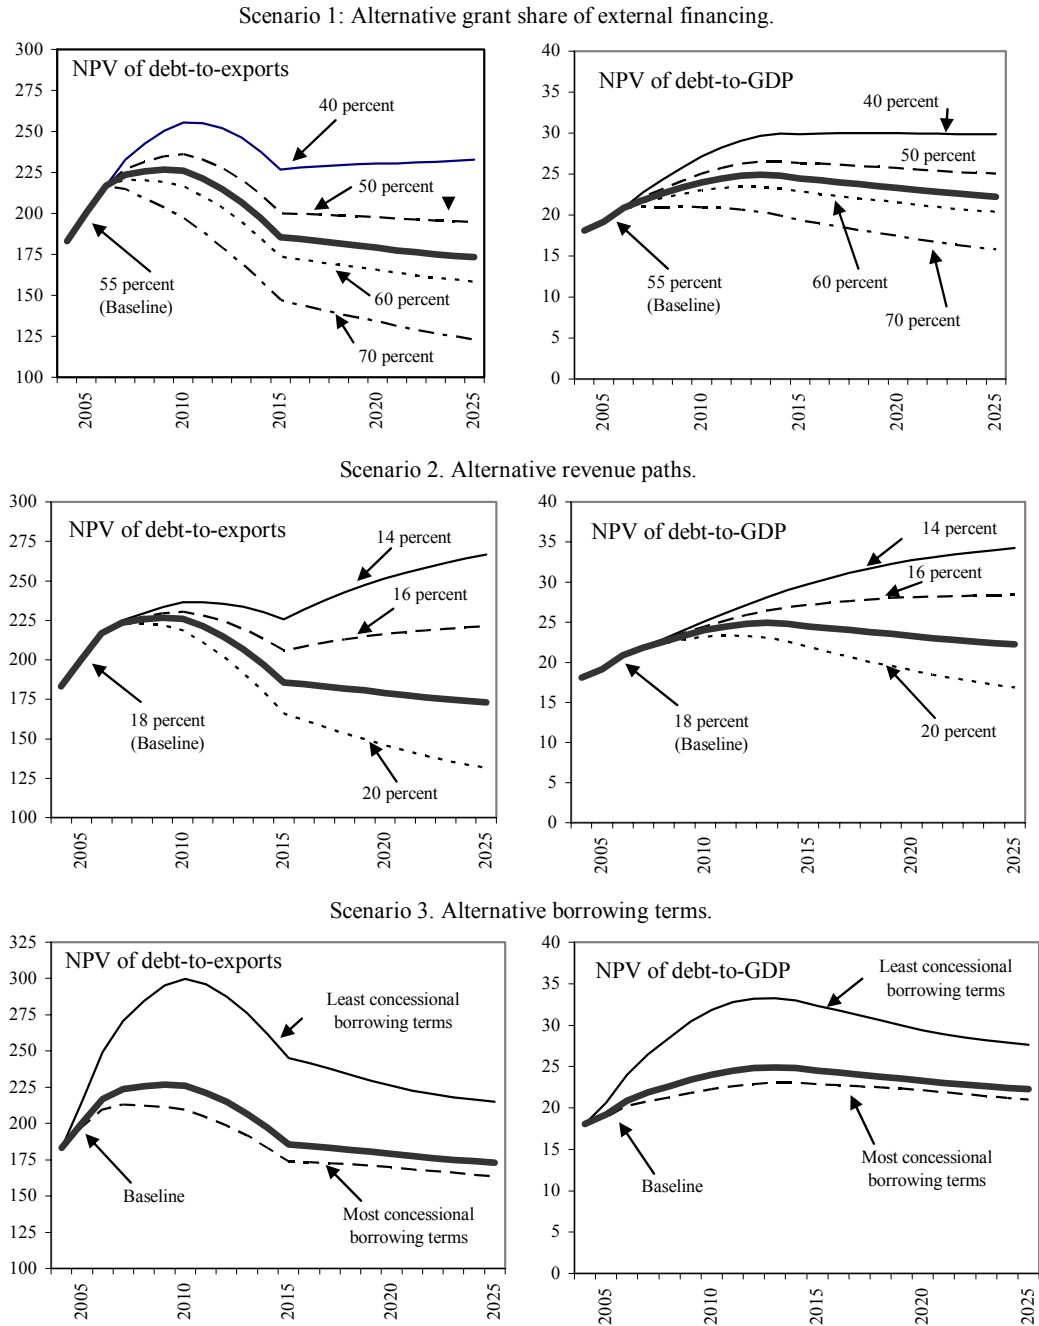 Scenario 1: Alternative grant share of external financing.
NPV of debt-to-exports
300
275
250
225
200
175
150
125
100
40 percent
50 percent
55 percent
(Baseline)
60 percent
70 percent
2005
2010
2015
2020
2025
NPV of debt-to-GDP
40
35
30
25
20
15
10
5
0
40 percent
50 percent
55 percent
(Baseline)
60 percent
70 percent
2005
2010
2015
2020
2025
Scenario 2. Alternative revenue paths.
NPV of debt-to-exports
300
275
250
225
200
175
150
125
100
14 percent
16 percent
18 percent
(Baseline)
20 percent
2005
2010
2015
2020
2025
NPV of debt-to-GDP
40
35
30
25
20
15
10
5
0
14 percent
16 percent
18 percent
(Baseline)
20 percent
2005
2010
2015
2020
2025
Scenario 3. Alternative borrowing terms.
NPV of debt-to-exports
325
300
275
250
225
200
175
150
125
100
Least concessional
borrowing terms
Baseline
Most concessional
borrowing terms
2005
2010
2015
2020
2025
NPV of debt-to-GDP
40
35
30
25
20
15
10
5
0
Least concessional
borrowing terms
Baseline
Most concessional
borrowing terms
2005
2010
2015
2020
2025